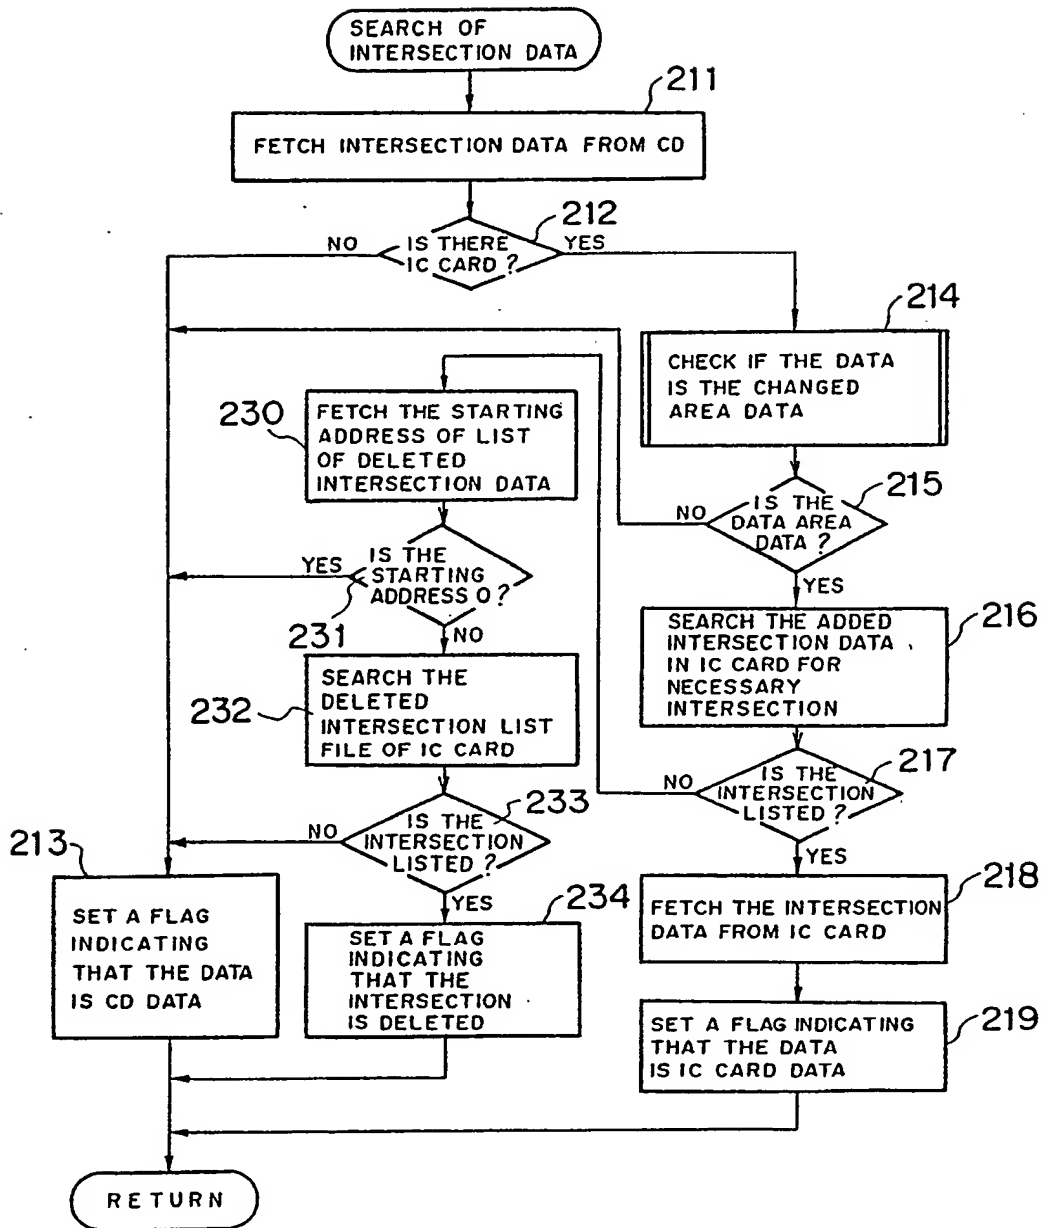 SEARCH OF
INTERSECTION DATA
211
FETCH INTERSECTION DATA FROM CD
212
NO
IS THERE
IC CARD?
YES
214
CHECK IF THE DATA
IS THE CHANGED
AREA DATA
230
FETCH THE STARTING
ADDRESS OF LIST
OF DELETED
INTERSECTION DATA
215
NO
IS THE
DATA AREA
DATA?
YES
YES
IS THE
STARTING
ADDRESS 0?
231
NO
216
SEARCH THE ADDED
INTERSECTION DATA
IN IC CARD FOR
NECESSARY
INTERSECTION
232
SEARCH THE
DELETED
INTERSECTION LIST
FILE OF IC CARD
217
NO
IS THE
INTERSECTION
LISTED?
YES
233
NO
IS THE
INTERSECTION
LISTED?
YES
213
SET A FLAG
INDICATING
THAT THE DATA
IS CD DATA
234
SET A FLAG
INDICATING
THAT THE
INTERSECTION
IS DELETED
218
FETCH THE INTERSECTION
DATA FROM IC CARD
219
SET A FLAG INDICATING
THAT THE DATA
IS IC CARD DATA
RETURN